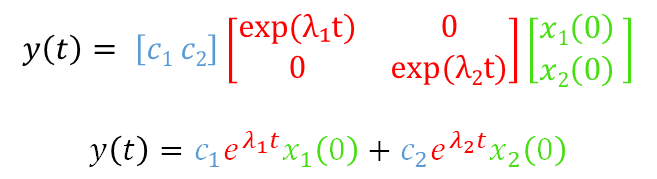 y(t) = [c₁ c₂] [exp(λ₁t) 0
0 exp(λ₂t)] [x₁(0)
x₂(0)]
y(t) = c₁e^{λ₁t}x₁(0) + c₂e^{λ₂t}x₂(0)